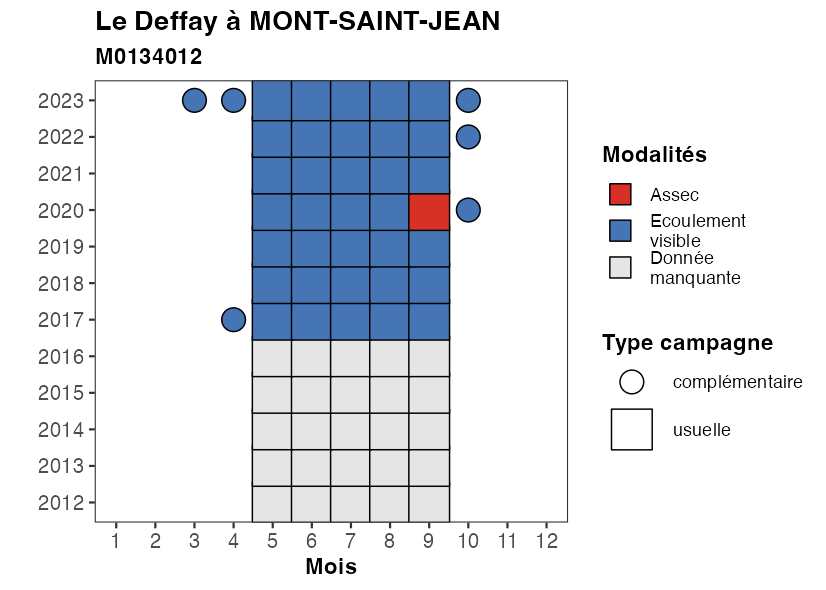 Le Deffay à MONT-SAINT-JEAN
M0134012
2023
2022
2021
2020
2019
2018
2017
2016
2015
2014
2013
2012
1 2 3 4 5 6 7 8 9 10 11 12
Mois
Modalités
Assec
Ecoulement
visible
Donnée
manquante
Type campagne
complémentaire
usuelle